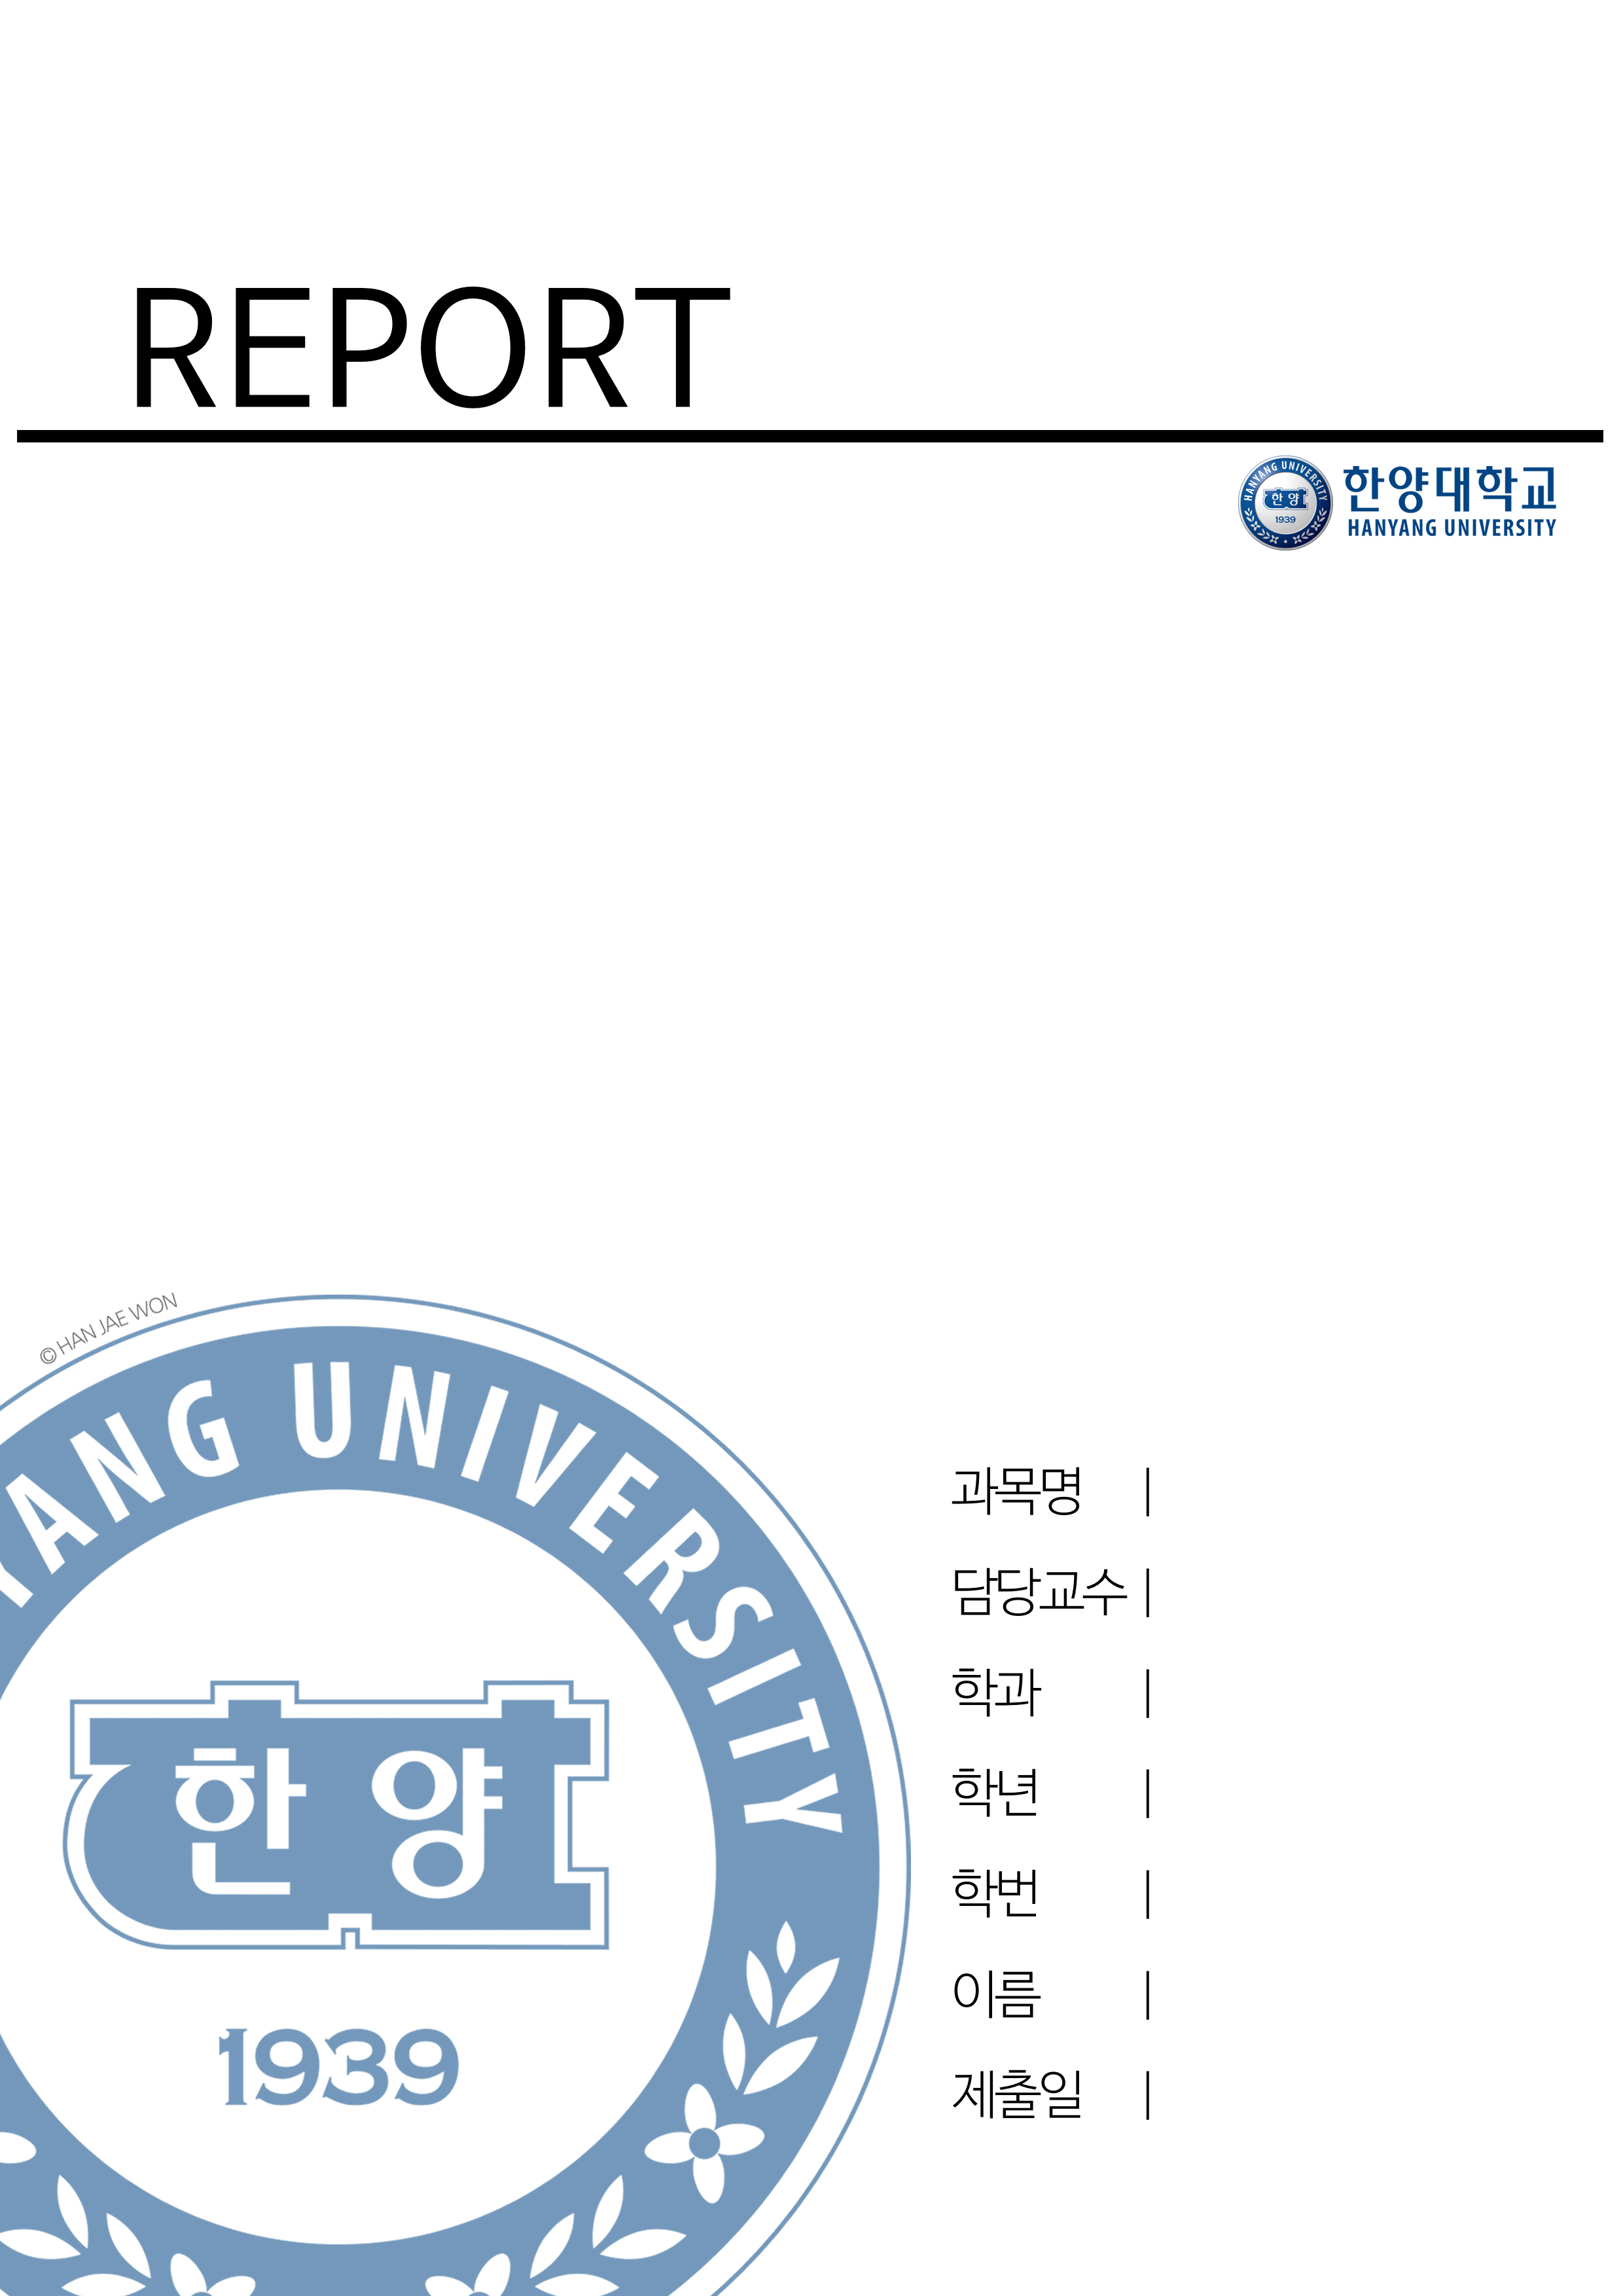 REPORT
HANYANG UNIVERSITY
한양
1939
한양대학교
HANYANG UNIVERSITY
© HAN JAE WON
YANG UNIVERSITY
한양
1939
과목명 |
담당교수 |
학과 |
학년 |
학번 |
이름 |
제출일 |